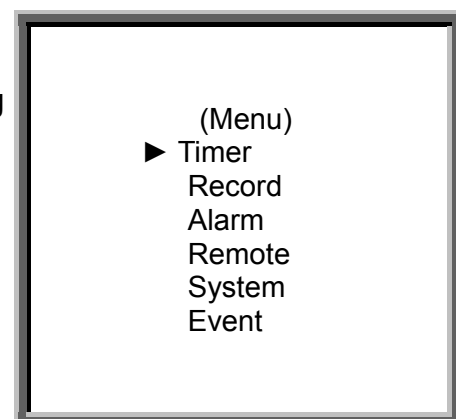 (Menu)
► Timer
Record
Alarm
Remote
System
Event